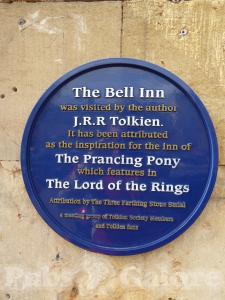 The Bell Inn
was visited by the author
J.R.R Tolkien.
It has been attributed
as the inspiration for the inn of
The Prancing Pony
which features in
The Lord of the Rings
Attribution by The Three Farthing Stone Smial
a meeting group of Tolkien Society Members
and Tolkien fans